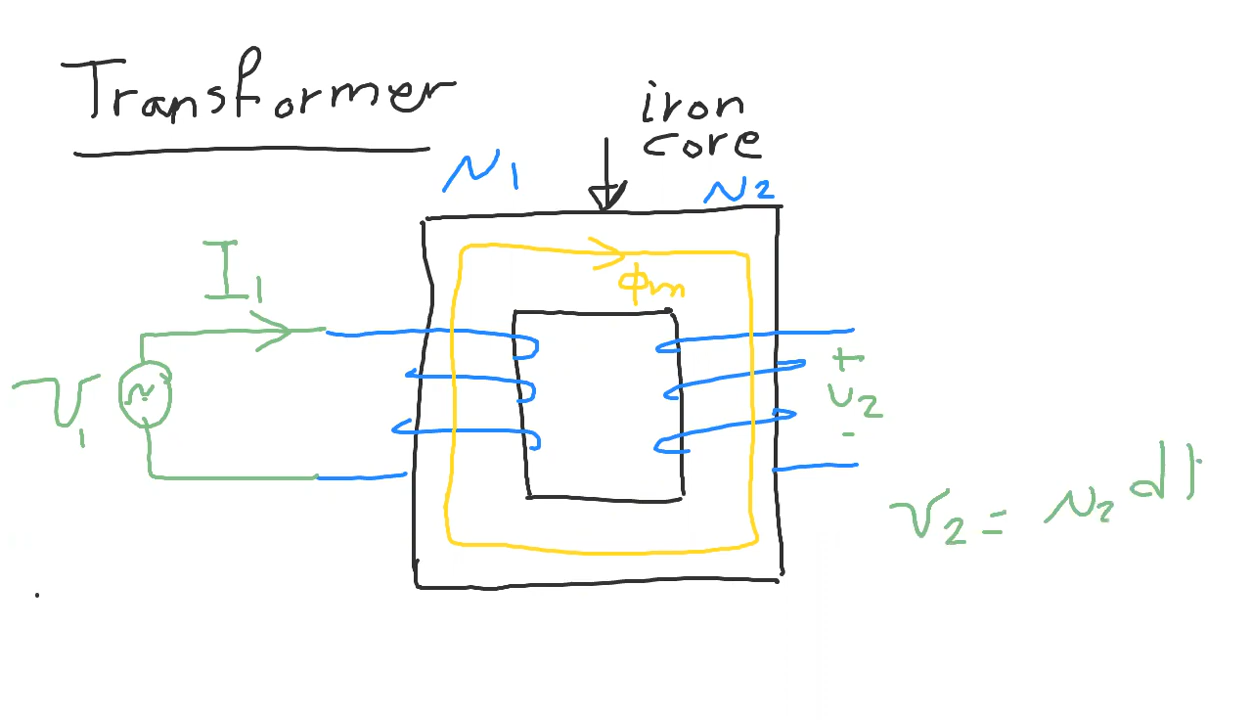 Transformer
iron
core
N1
N2
I1
ϕm
V1
~
+
V2
-
V2 = N2 d